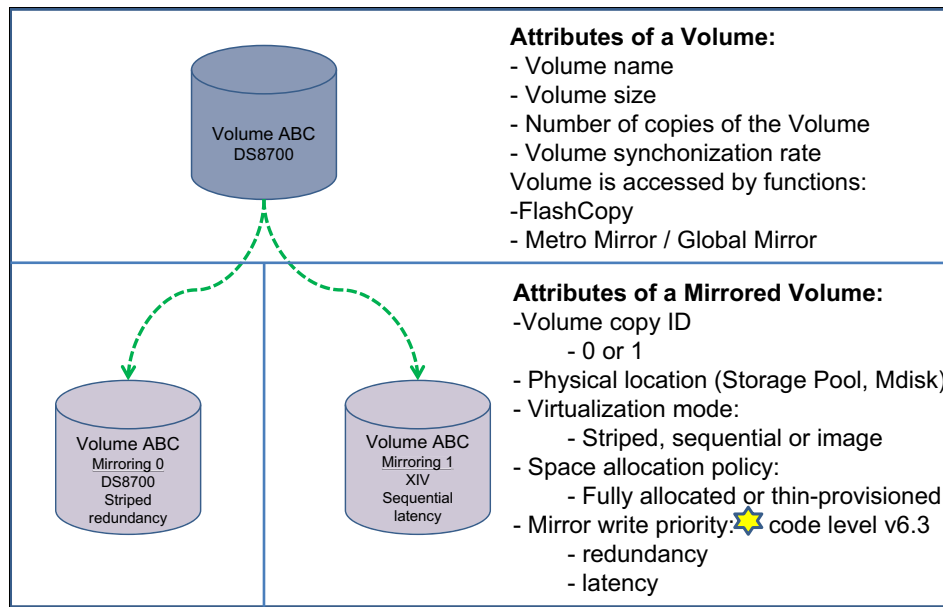 Volume ABC
DS8700
Attributes of a Volume:
- Volume name
- Volume size
- Number of copies of the Volume
- Volume synchonization rate
Volume is accessed by functions:
-FlashCopy
- Metro Mirror / Global Mirror
Volume ABC
Mirroring 0
DS8700
Striped
redundancy
Volume ABC
Mirroring 1
XIV
Sequential
latency
Attributes of a Mirrored Volume:
-Volume copy ID
- 0 or 1
- Physical location (Storage Pool, Mdisk)
- Virtualization mode:
- Striped, sequential or image
- Space allocation policy:
- Fully allocated or thin-provisioned
- Mirror write priority: code level v6.3
- redundancy
- latency